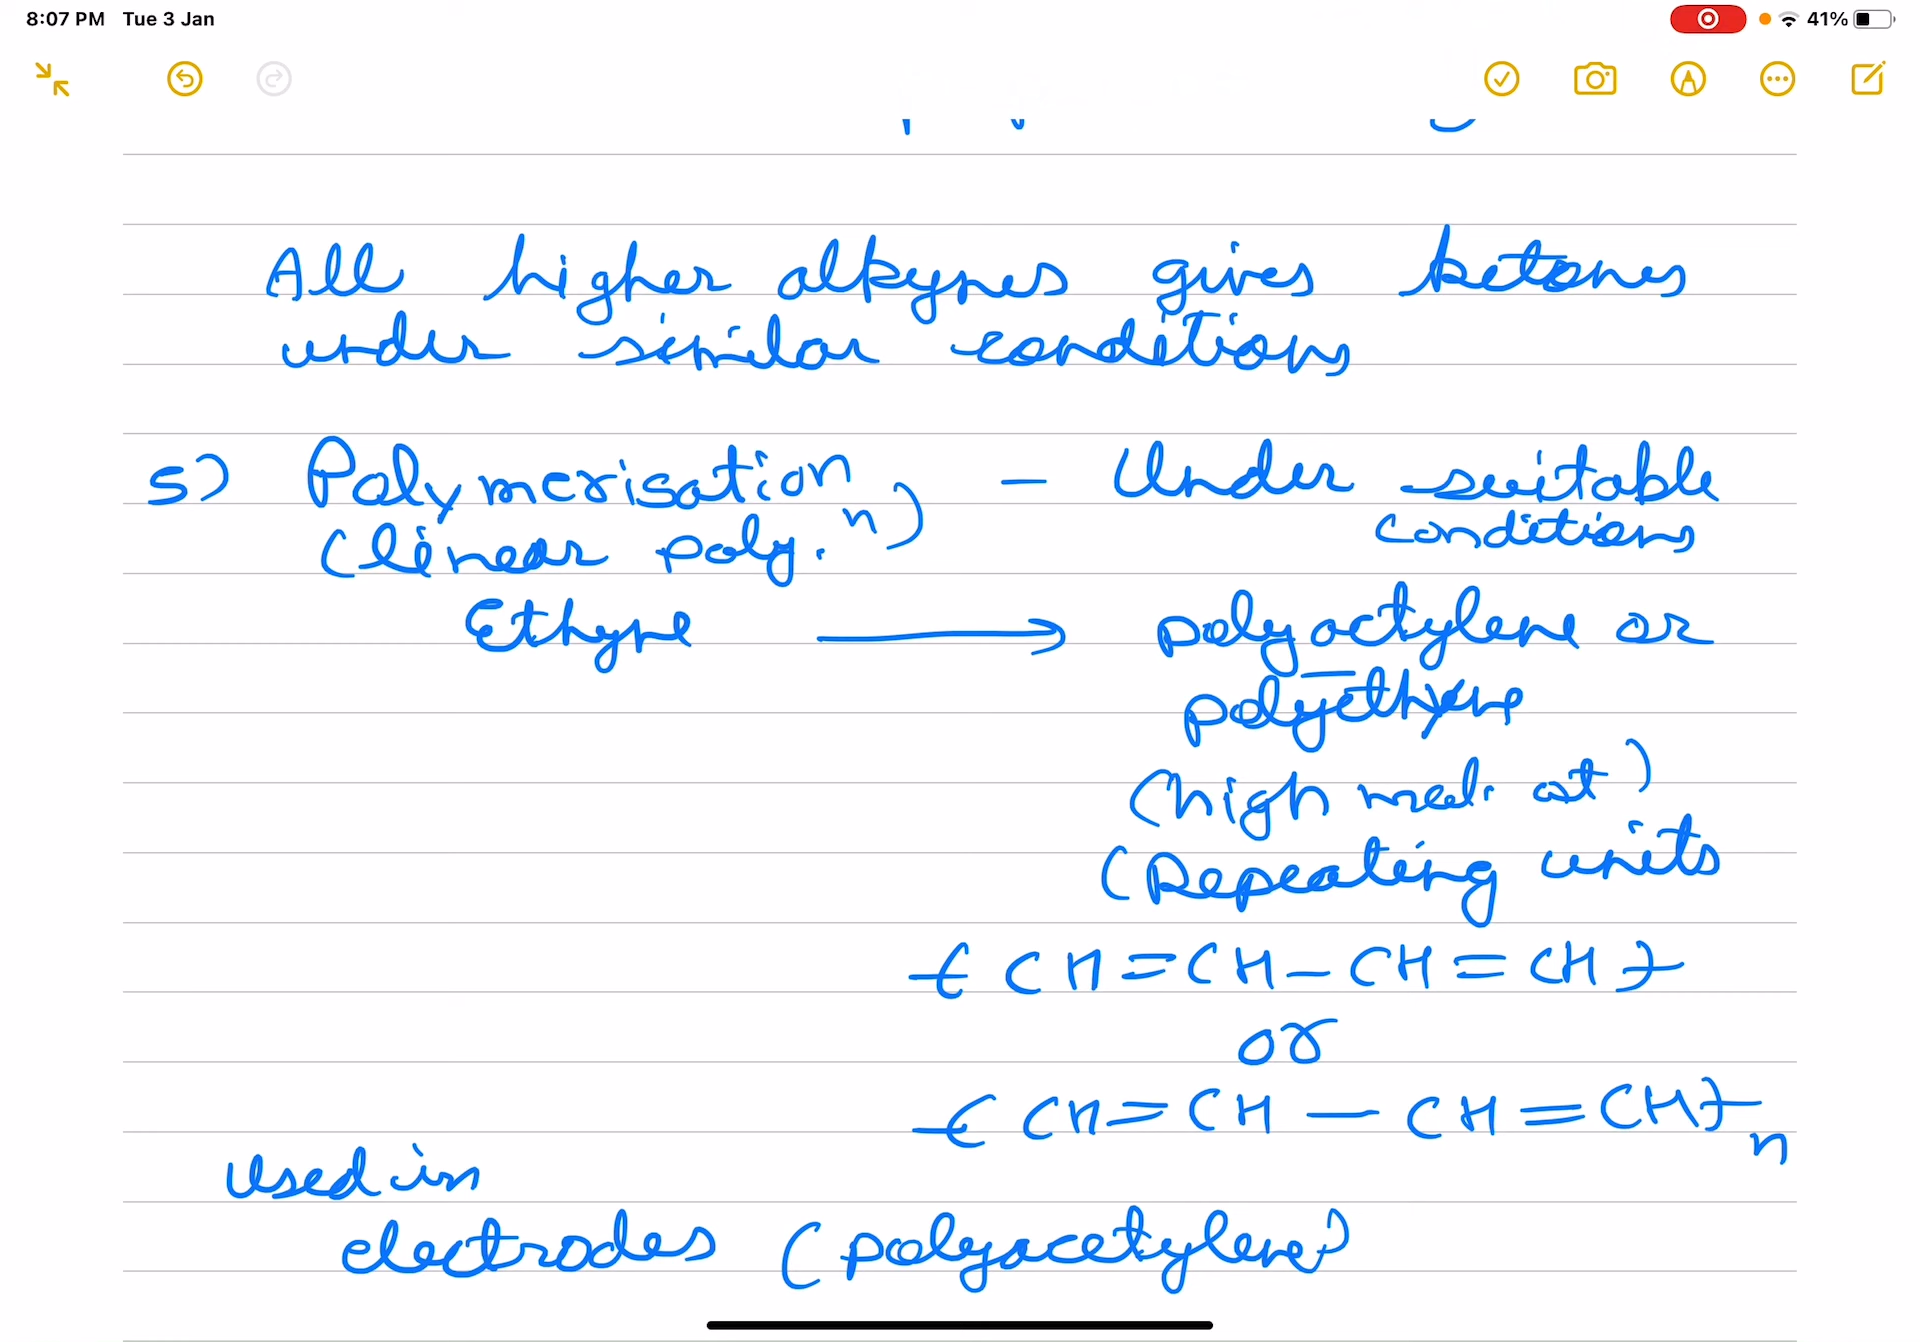 8:07 PM Tue 3 Jan 41%
All higher alkynes gives ketones
under similar conditions
5) Polymerisation – Under suitable
(linear poly.ⁿ) conditions
Ethyne ⟶ polyactylene or
polyethyne
(high mol. wt)
(Repeating units
-( CH = CH – CH = CH )-
or
-( CH = CH — CH = CH )-n
used in
electrodes (polyacetylene)